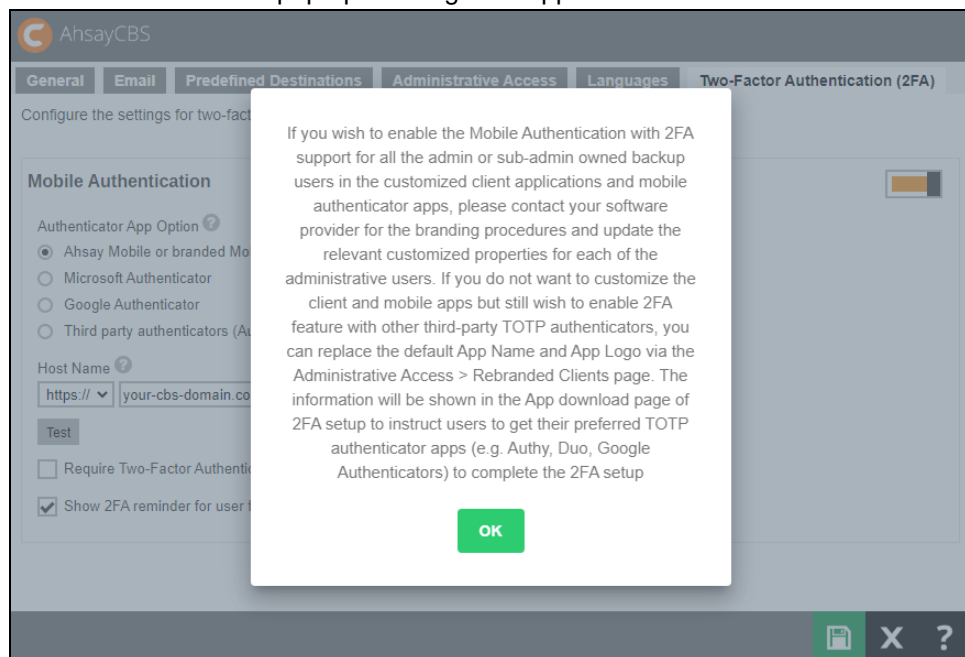 AhsayCBS
General Email Predefined Destinations Administrative Access Languages Two-Factor Authentication (2FA)
Configure the settings for two-fact
If you wish to enable the Mobile Authentication with 2FA
support for all the admin or sub-admin owned backup
users in the customized client applications and mobile
authenticator apps, please contact your software
provider for the branding procedures and update the
relevant customized properties for each of the
administrative users. If you do not want to customize the
client and mobile apps but still wish to enable 2FA
feature with other third-party TOTP authenticators, you
can replace the default App Name and App Logo via the
Administrative Access > Rebranded Clients page. The
information will be shown in the App download page of
2FA setup to instruct users to get their preferred TOTP
authenticator apps (e.g. Authy, Duo, Google
Authenticators) to complete the 2FA setup
OK
Mobile Authentication
Authenticator App Option ?
Ahsay Mobile or branded Mo
Microsoft Authenticator
Google Authenticator
Third party authenticators (Au
Host Name ?
https:// your-cbs-domain.co
Test
Require Two-Factor Authentic
Show 2FA reminder for user
X ?